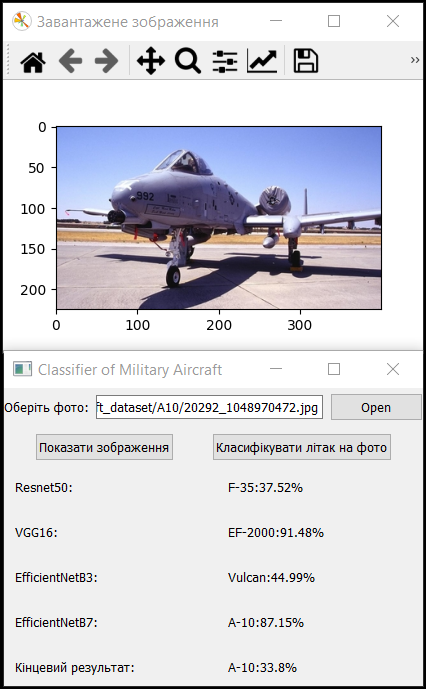 Завантажене зображення
0
50
100
150
200
0 100 200 300
992
Classifier of Military Aircraft
Оберіть фото: ft_dataset/A10/20292_1048970472.jpg Open
Показати зображення Класифікувати літак на фото
Resnet50: F-35:37.52%
VGG16: EF-2000:91.48%
EfficientNetB3: Vulcan:44.99%
EfficientNetB7: A-10:87.15%
Кінцевий результат: A-10:33.8%